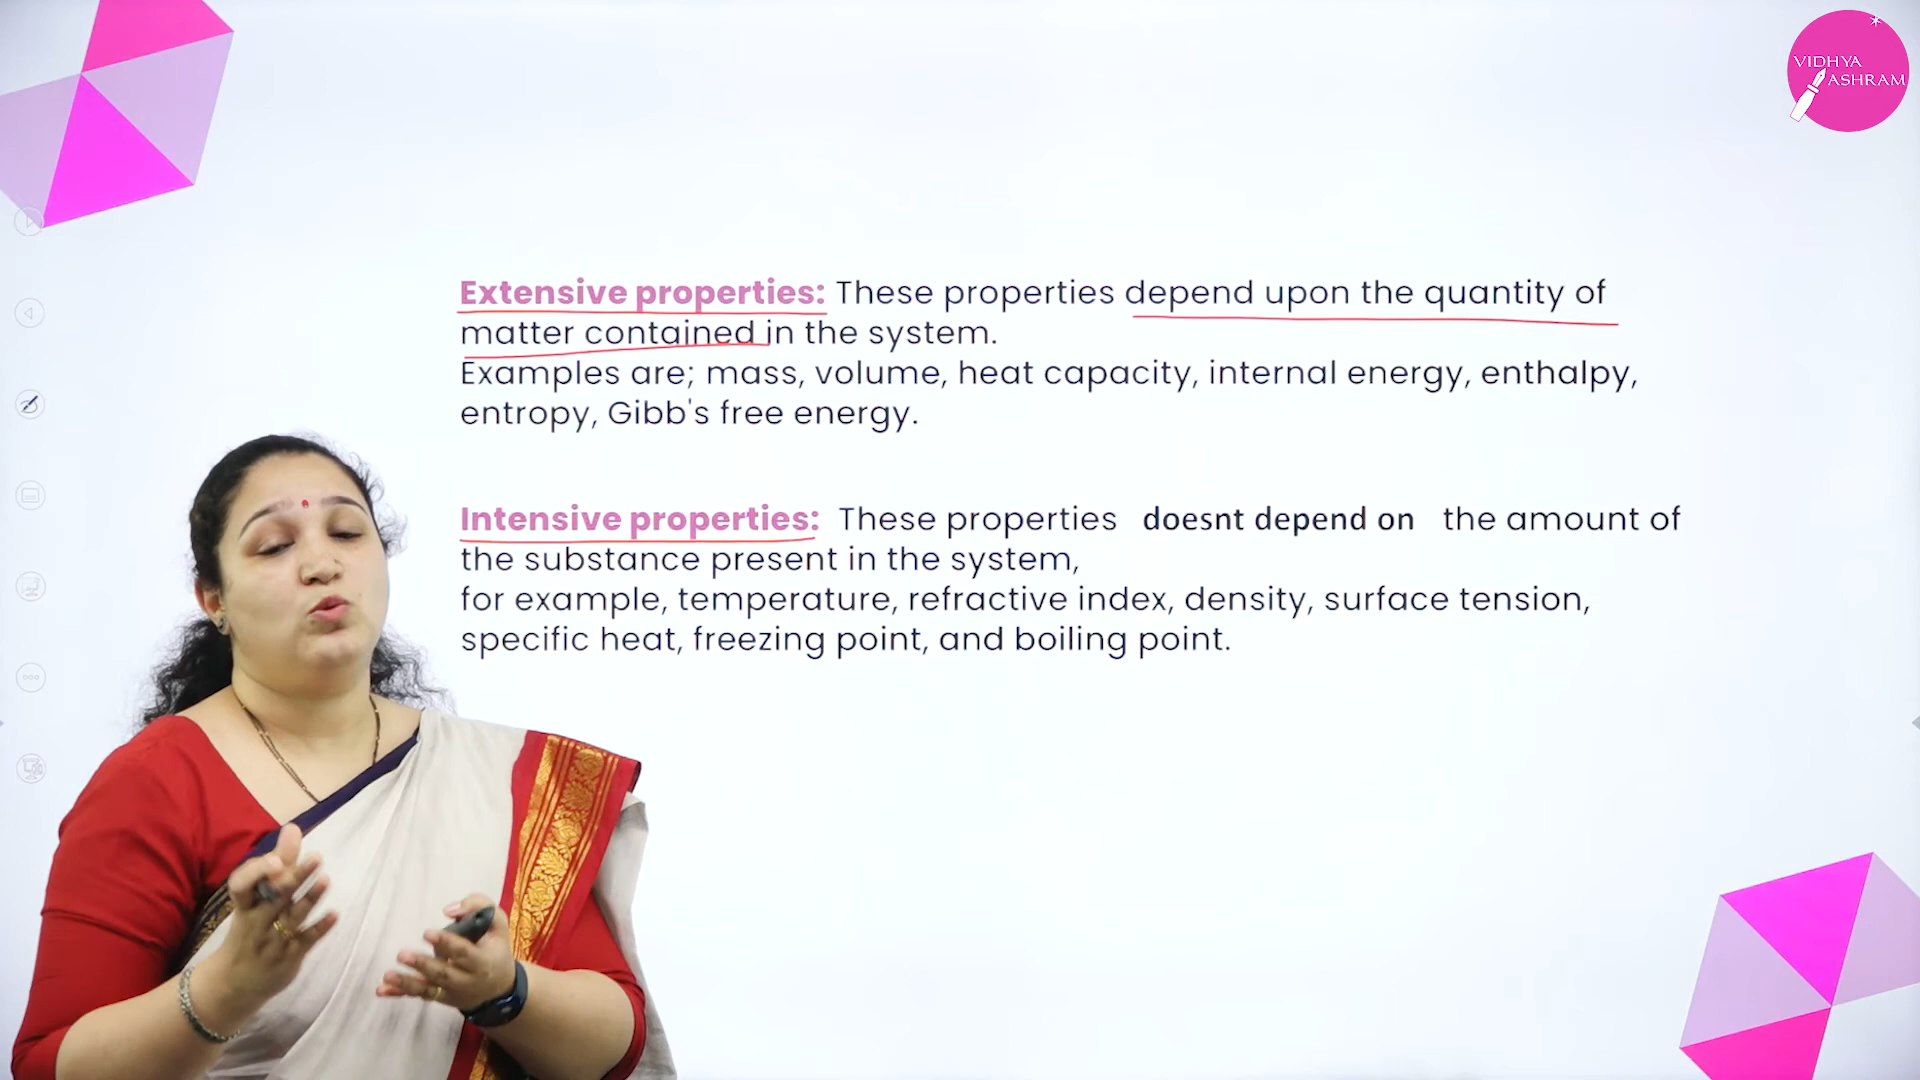 VIDHYA
ASHRAM
Extensive properties: These properties depend upon the quantity of
matter contained in the system.
Examples are; mass, volume, heat capacity, internal energy, enthalpy,
entropy, Gibb's free energy.
Intensive properties: These properties doesnt depend on the amount of
the substance present in the system,
for example, temperature, refractive index, density, surface tension,
specific heat, freezing point, and boiling point.